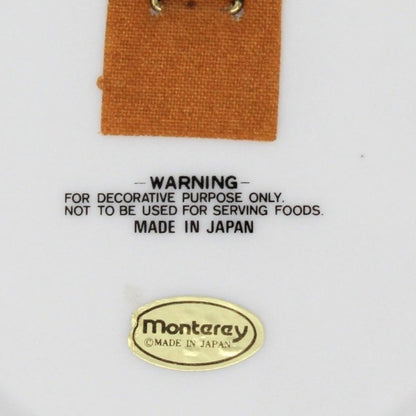 - WARNING -
FOR DECORATIVE PURPOSE ONLY.
NOT TO BE USED FOR SERVING FOODS.
MADE IN JAPAN
Monterey
©MADE IN JAPAN